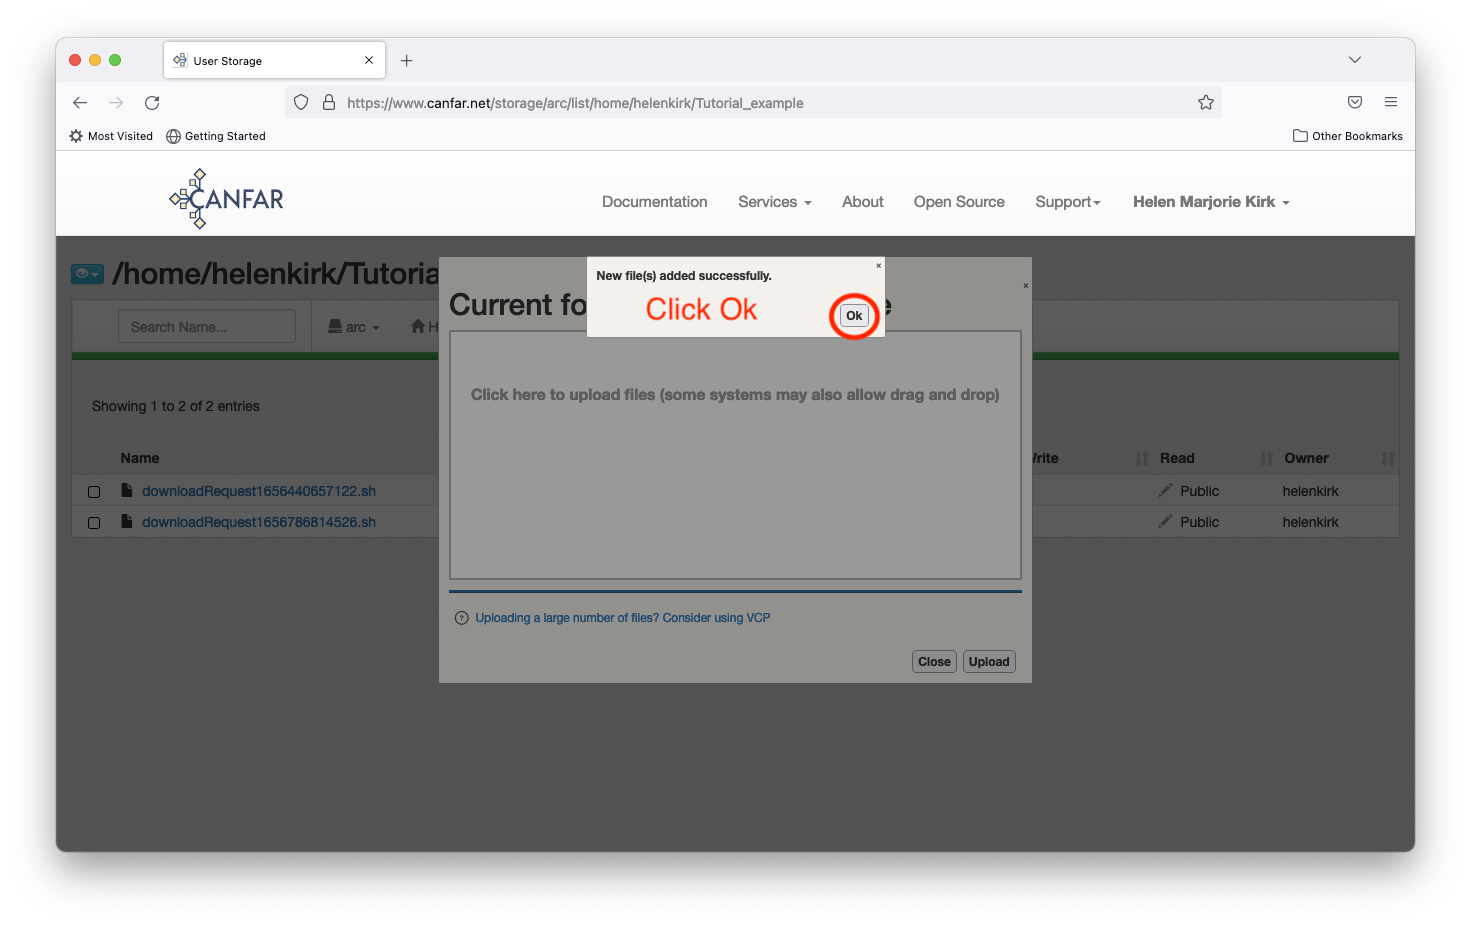 User Storage
https://www.canfar.net/storage/arc/list/home/helenkirk/Tutorial_example
Most Visited
Getting Started
Other Bookmarks
CANFAR
Documentation
Services
About
Open Source
Support
Helen Marjorie Kirk
/home/helenkirk/Tutoria
New file(s) added successfully.
Click Ok
Ok
Current fo
Search Name...
arc
H
Click here to upload files (some systems may also allow drag and drop)
Showing 1 to 2 of 2 entries
Name
rite
Read
Owner
downloadRequest1656440657122.sh
Public
helenkirk
downloadRequest1656786814526.sh
Public
helenkirk
Uploading a large number of files? Consider using VCP
Close
Upload